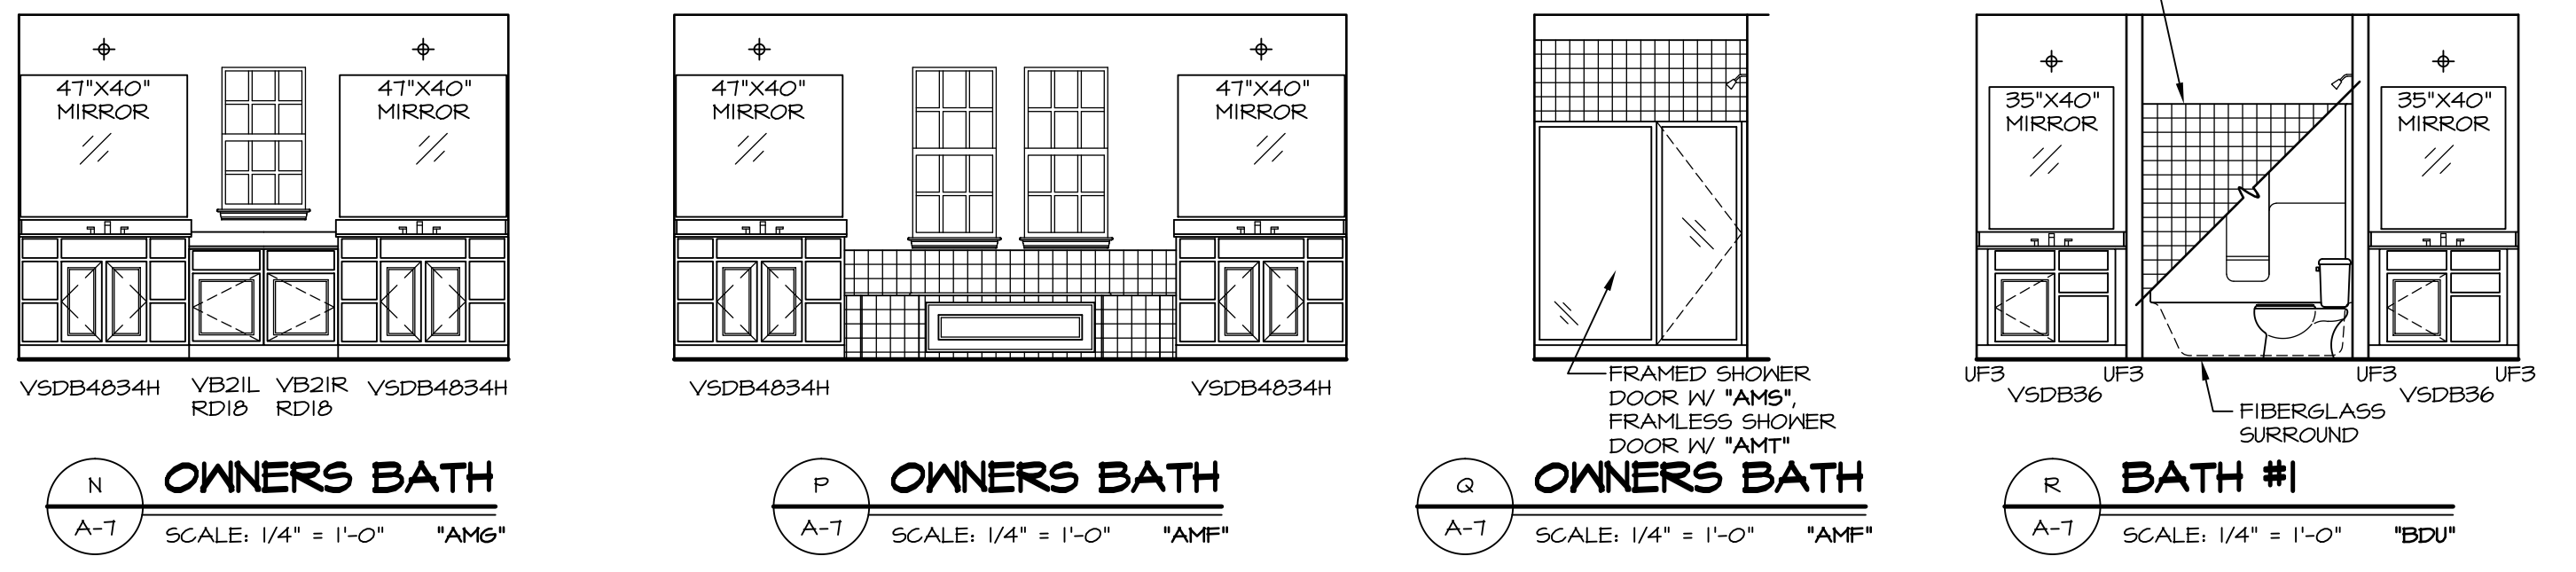 47"X40"
MIRROR
47"X40"
MIRROR
VSDB4834H
VB21L
RD18
VB21R
RD18
VSDB4834H
N
A-7
OWNERS BATH
SCALE: 1/4" = 1'-0" "AMG"
47"X40"
MIRROR
47"X40"
MIRROR
VSDB4834H
VSDB4834H
P
A-7
OWNERS BATH
SCALE: 1/4" = 1'-0" "AMF"
FRAMED SHOWER
DOOR W/ "AMS",
FRAMLESS SHOWER
DOOR W/ "AMT"
Q
A-7
OWNERS BATH
SCALE: 1/4" = 1'-0" "AMF"
35"X40"
MIRROR
35"X40"
MIRROR
UF3
UF3
VSDB36
UF3
UF3
VSDB36
FIBERGLASS
SURROUND
R
A-7
BATH #1
SCALE: 1/4" = 1'-0" "BDU"